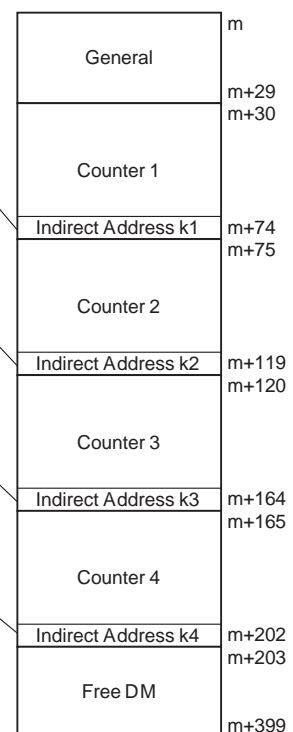 m
General
m+29
m+30
Counter 1
Indirect Address k1 m+74
m+75
Counter 2
Indirect Address k2 m+119
m+120
Counter 3
Indirect Address k3 m+164
m+165
Counter 4
Indirect Address k4 m+202
m+203
Free DM
m+399